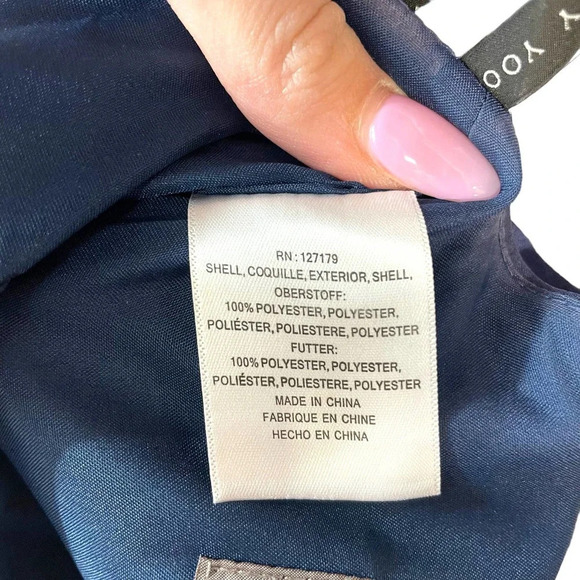 Y YOO
RN: 127179
SHELL, COQUILLE, EXTERIOR, SHELL,
OBERSTOFF:
100% POLYESTER, POLYESTER,
POLIÉSTER, POLIESTERE, POLYESTER
FUTTER:
100% POLYESTER, POLYESTER,
POLIÉSTER, POLIESTERE, POLYESTER
MADE IN CHINA
FABRIQUE EN CHINE
HECHO EN CHINA